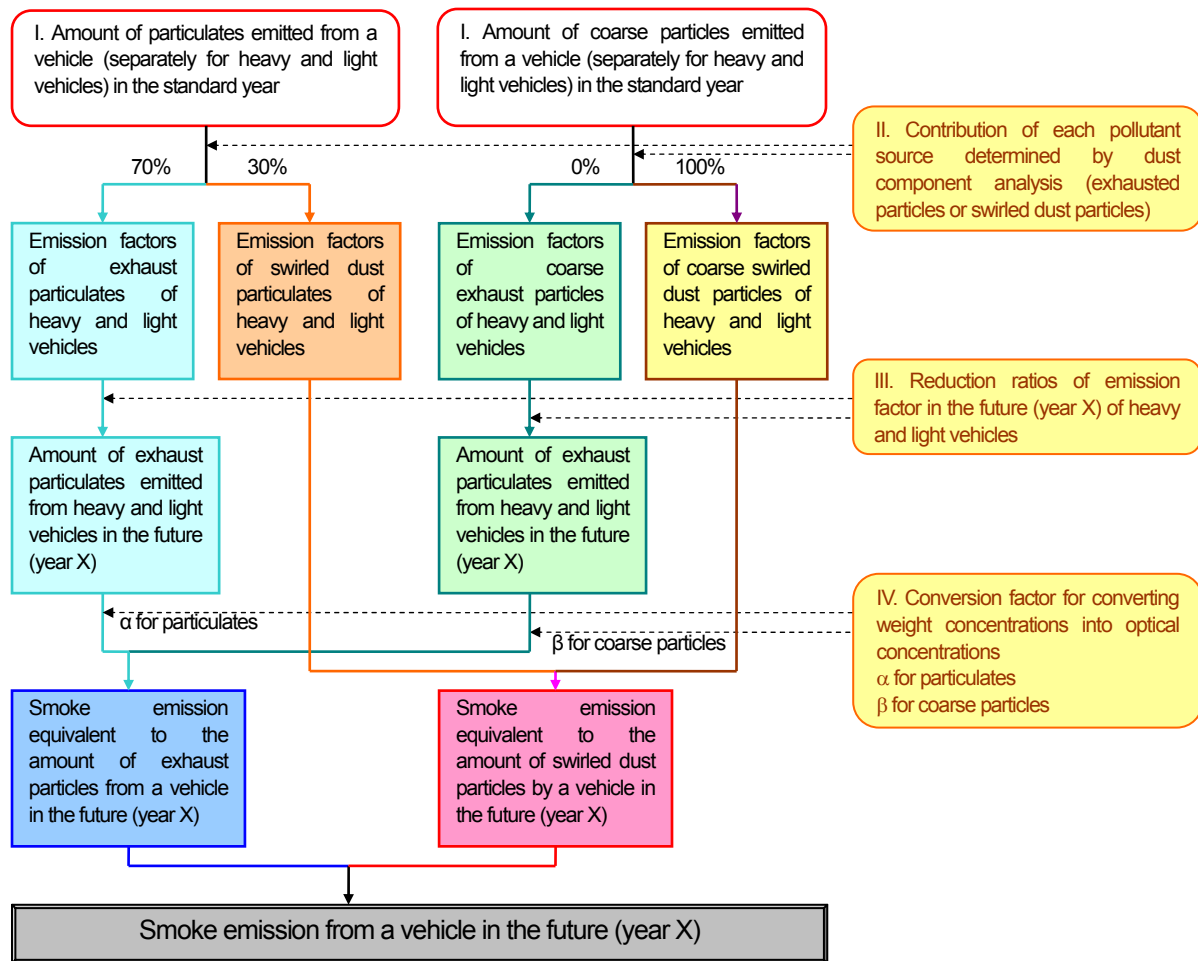 I. Amount of particulates emitted from a
vehicle (separately for heavy and light
vehicles) in the standard year
I. Amount of coarse particles emitted
from a vehicle (separately for heavy and
light vehicles) in the standard year
II. Contribution of each pollutant
source determined by dust
component analysis (exhausted
particles or swirled dust particles)
70%
30%
0%
100%
Emission factors
of exhaust
particulates of
heavy and light
vehicles
Emission factors
of swirled dust
particulates of
heavy and light
vehicles
Emission factors
of coarse
exhaust particles
of heavy and light
vehicles
Emission factors
of coarse swirled
dust particles of
heavy and light
vehicles
III. Reduction ratios of emission
factor in the future (year X) of heavy
and light vehicles
Amount of exhaust
particulates emitted
from heavy and light
vehicles in the future
(year X)
Amount of exhaust
particulates emitted
from heavy and light
vehicles in the future
(year X)
IV. Conversion factor for converting
weight concentrations into optical
concentrations
α for particulates
β for coarse particles
α for particulates
β for coarse particles
Smoke emission
equivalent to the
amount of exhaust
particles from a vehicle
in the future (year X)
Smoke emission
equivalent to the
amount of swirled dust
particles by a vehicle in
the future (year X)
Smoke emission from a vehicle in the future (year X)